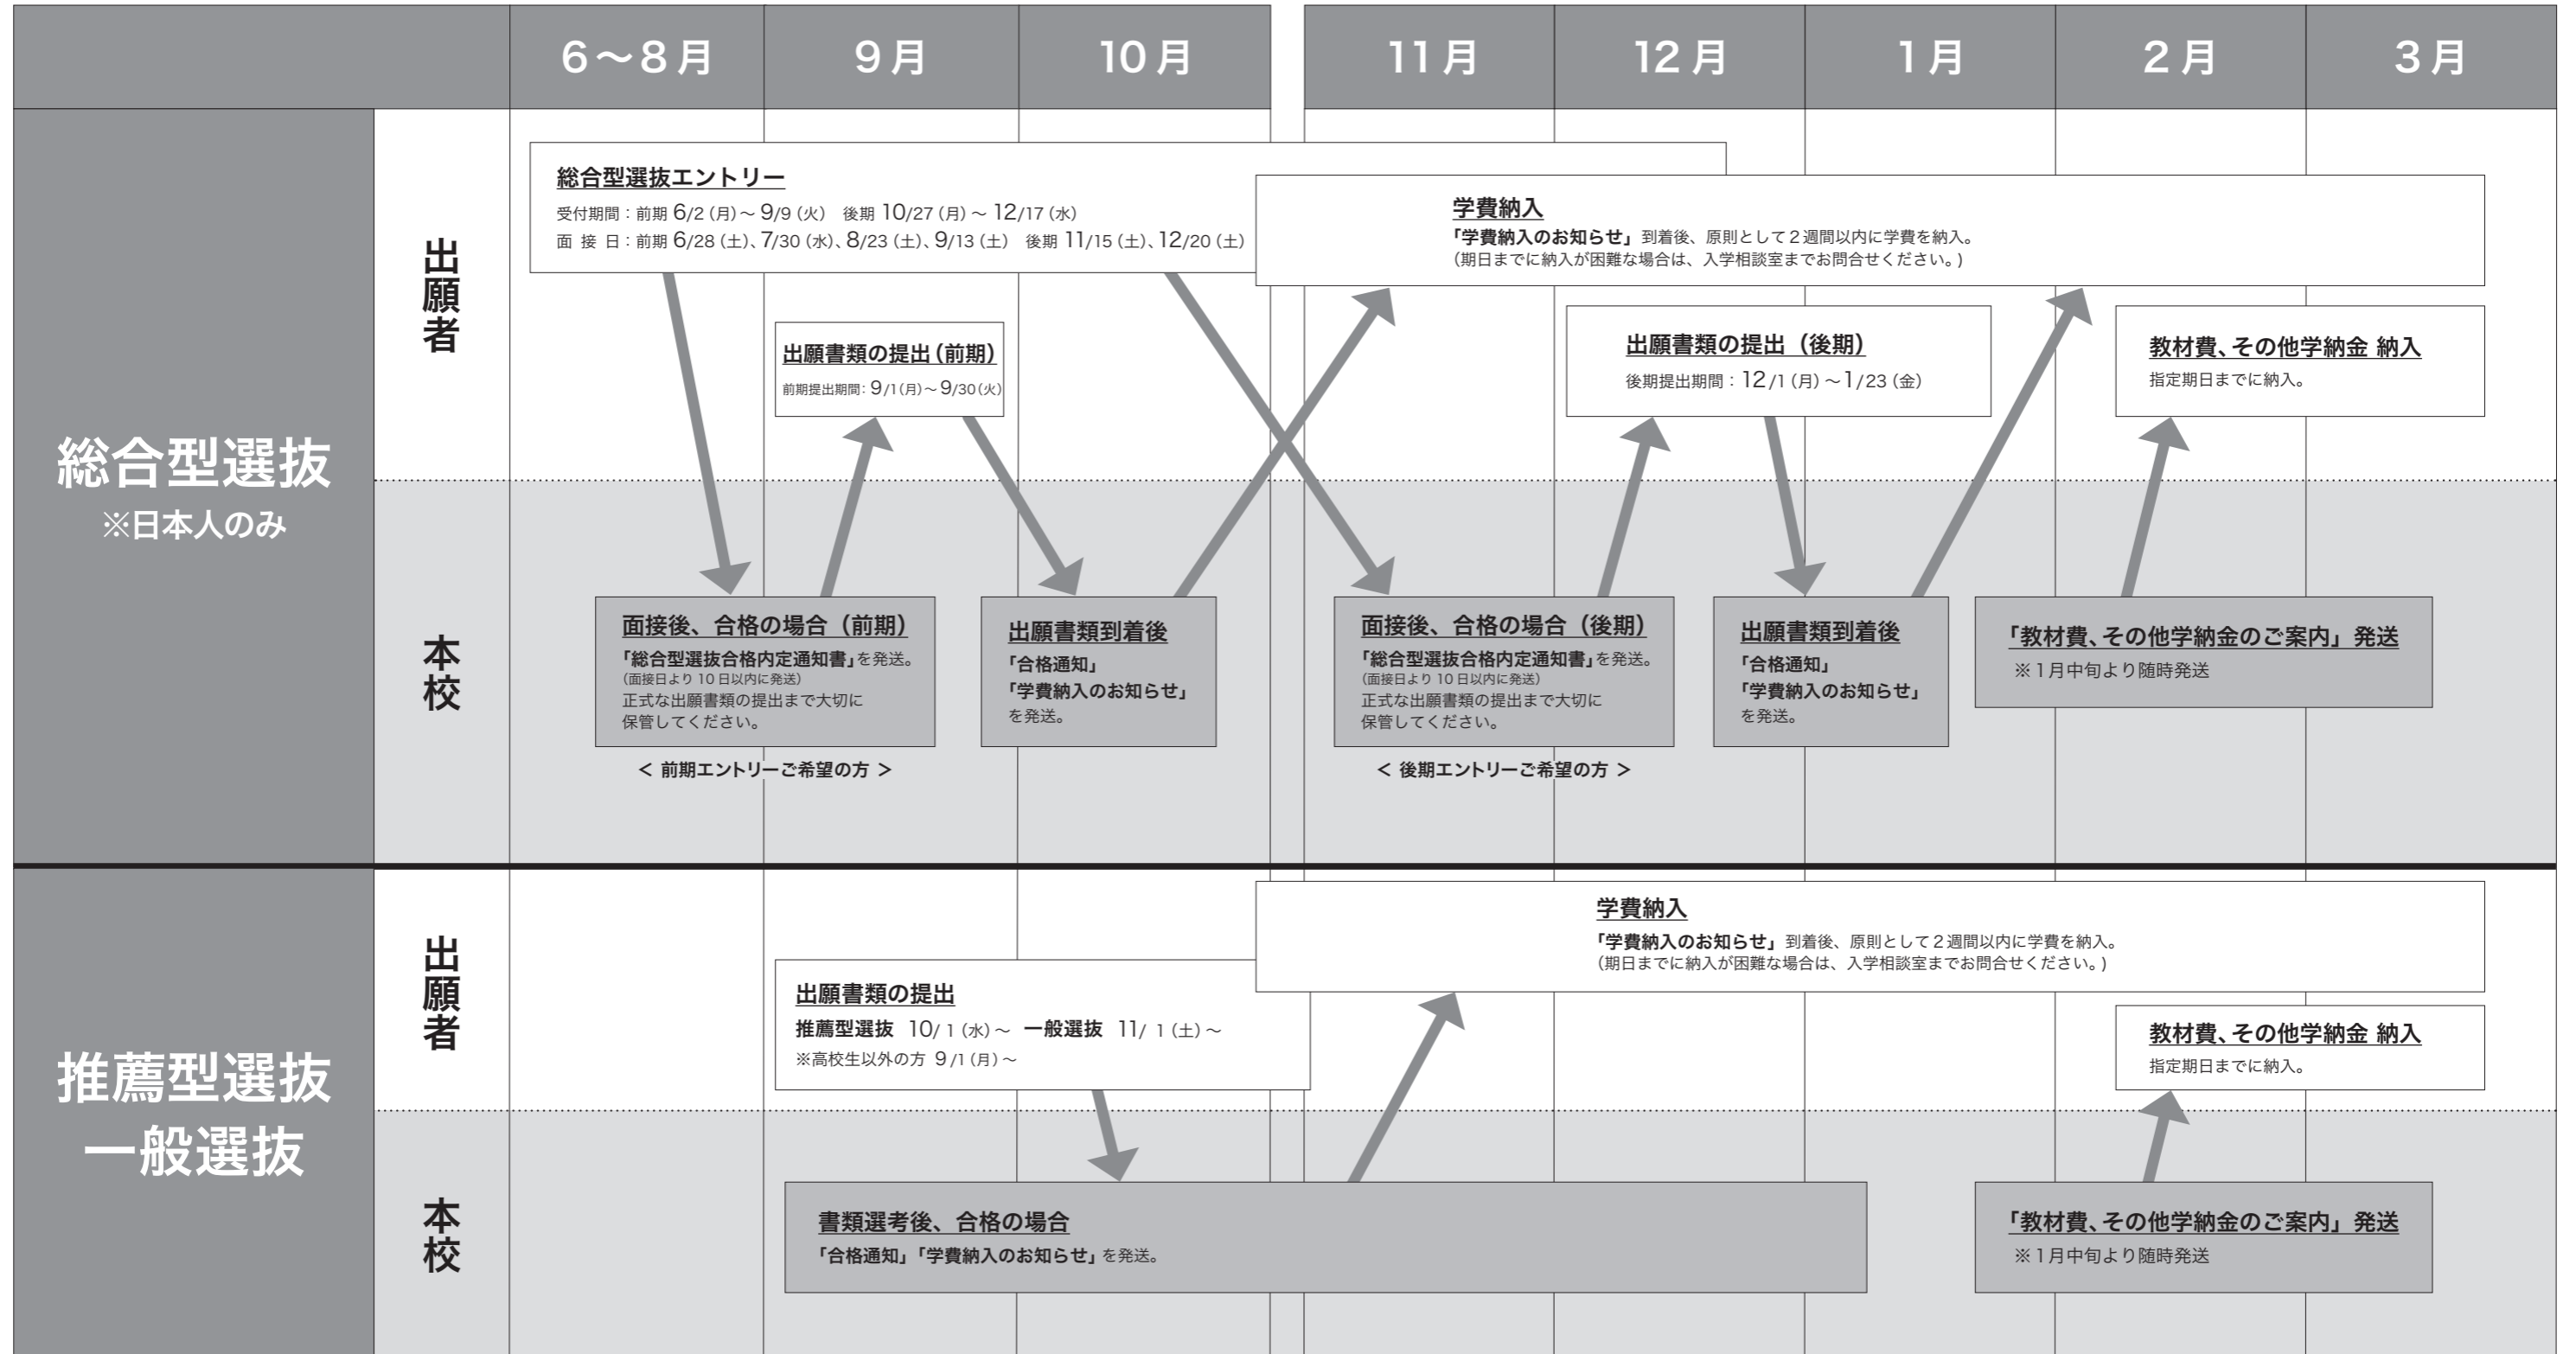 6〜8月 9月 10月 11月 12月 1月 2月 3月
総合型選抜
※日本人のみ
出願者
総合型選抜エントリー
受付期間：前期 6/2（月）〜 9/9（火） 後期 10/27（月）〜 12/17（水）
面 接 日：前期 6/28（土）、7/30（水）、8/23（土）、9/13（土） 後期 11/15（土）、12/20（土）
学費納入
「学費納入のお知らせ」到着後、原則として２週間以内に学費を納入。
（期日までに納入が困難な場合は、入学相談室までお問合せください。)
出願書類の提出（前期）
前期提出期間：9/1（月）〜 9/30（火）
出願書類の提出（後期）
後期提出期間：12/1（月）〜1/23（金）
教材費、その他学納金 納入
指定期日までに納入。
本校
面接後、合格の場合（前期）
「総合型選抜合格内定通知書」を発送。
（面接日より 10 日以内に発送）
正式な出願書類の提出まで大切に
保管してください。
＜ 前期エントリーご希望の方 ＞
出願書類到着後
「合格通知」
「学費納入のお知らせ」
を発送。
面接後、合格の場合（後期）
「総合型選抜合格内定通知書」を発送。
（面接日より 10 日以内に発送）
正式な出願書類の提出まで大切に
保管してください。
＜ 後期エントリーご希望の方 ＞
出願書類到着後
「合格通知」
「学費納入のお知らせ」
を発送。
「教材費、その他学納金のご案内」発送
※1月中旬より随時発送
推薦型選抜
一般選抜
出願者
学費納入
「学費納入のお知らせ」到着後、原則として２週間以内に学費を納入。
（期日までに納入が困難な場合は、入学相談室までお問合せください。)
出願書類の提出
推薦型選抜 10/ 1（水）〜 一般選抜 11/ 1（土）〜
※高校生以外の方 9/1（月）〜
教材費、その他学納金 納入
指定期日までに納入。
本校
書類選考後、合格の場合
「合格通知」「学費納入のお知らせ」を発送。
「教材費、その他学納金のご案内」発送
※1月中旬より随時発送